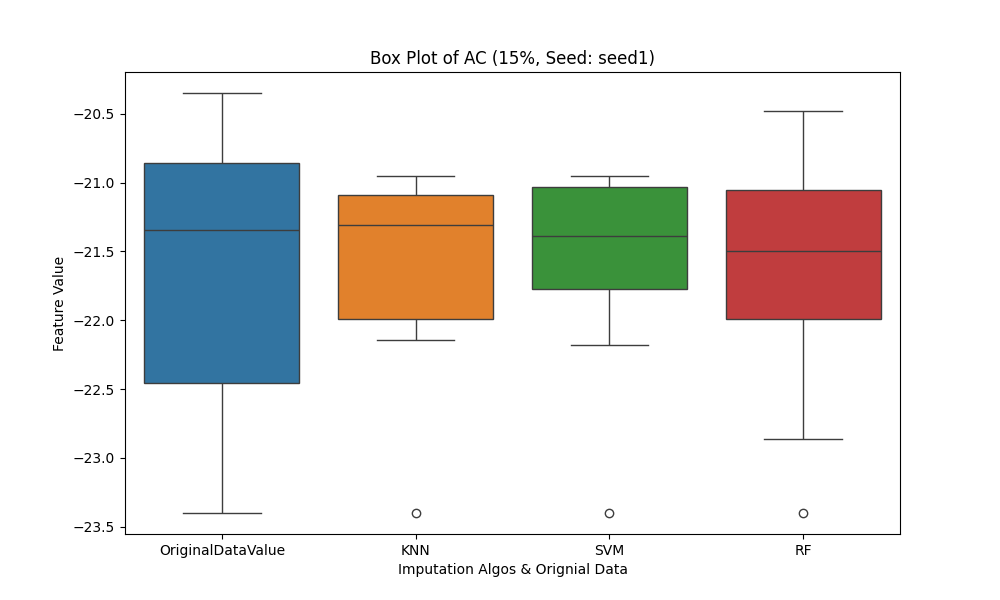 Box Plot of AC (15%, Seed: seed1)
Feature Value
−20.5
−21.0
−21.5
−22.0
−22.5
−23.0
−23.5
OriginalDataValue
KNN
SVM
RF
Imputation Algos & Orignial Data